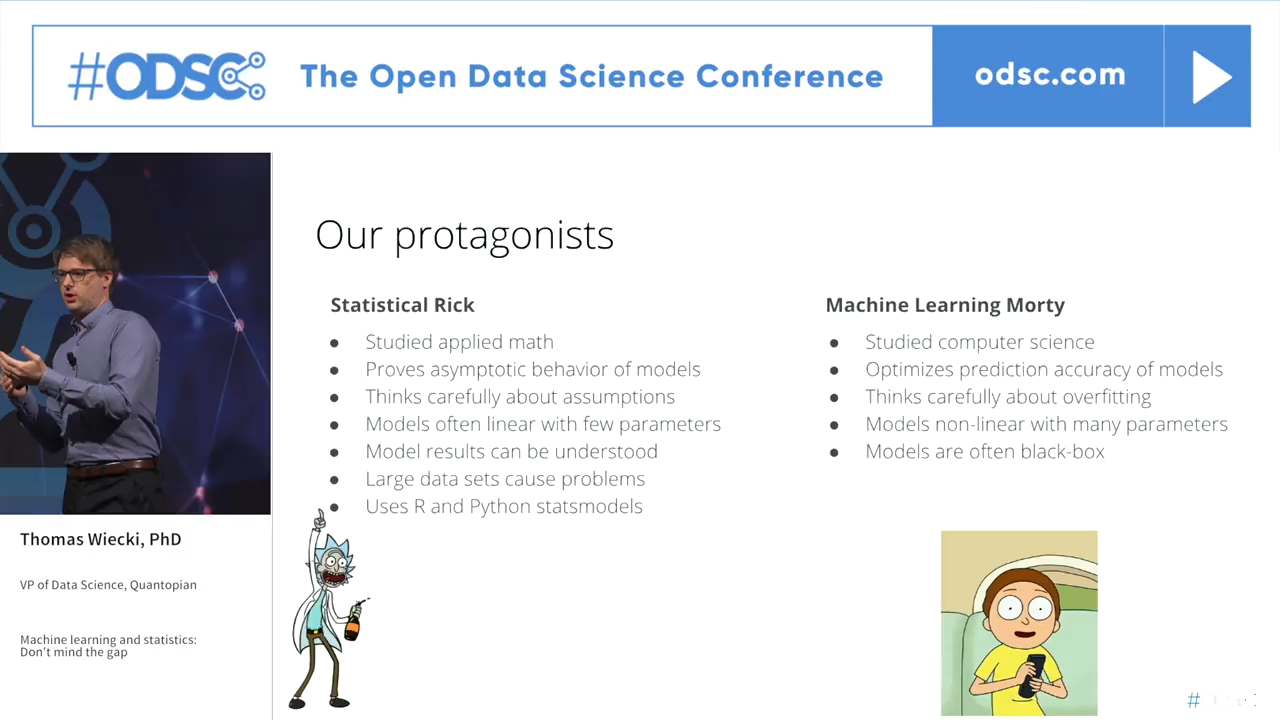 #ODSC
The Open Data Science Conference
odsc.com
Our protagonists
Statistical Rick
Studied applied math
Proves asymptotic behavior of models
Thinks carefully about assumptions
Models often linear with few parameters
Model results can be understood
Large data sets cause problems
Uses R and Python statsmodels
Machine Learning Morty
Studied computer science
Optimizes prediction accuracy of models
Thinks carefully about overfitting
Models non-linear with many parameters
Models are often black-box
Thomas Wiecki, PhD
VP of Data Science, Quantopian
Machine learning and statistics:
Don't mind the gap
#